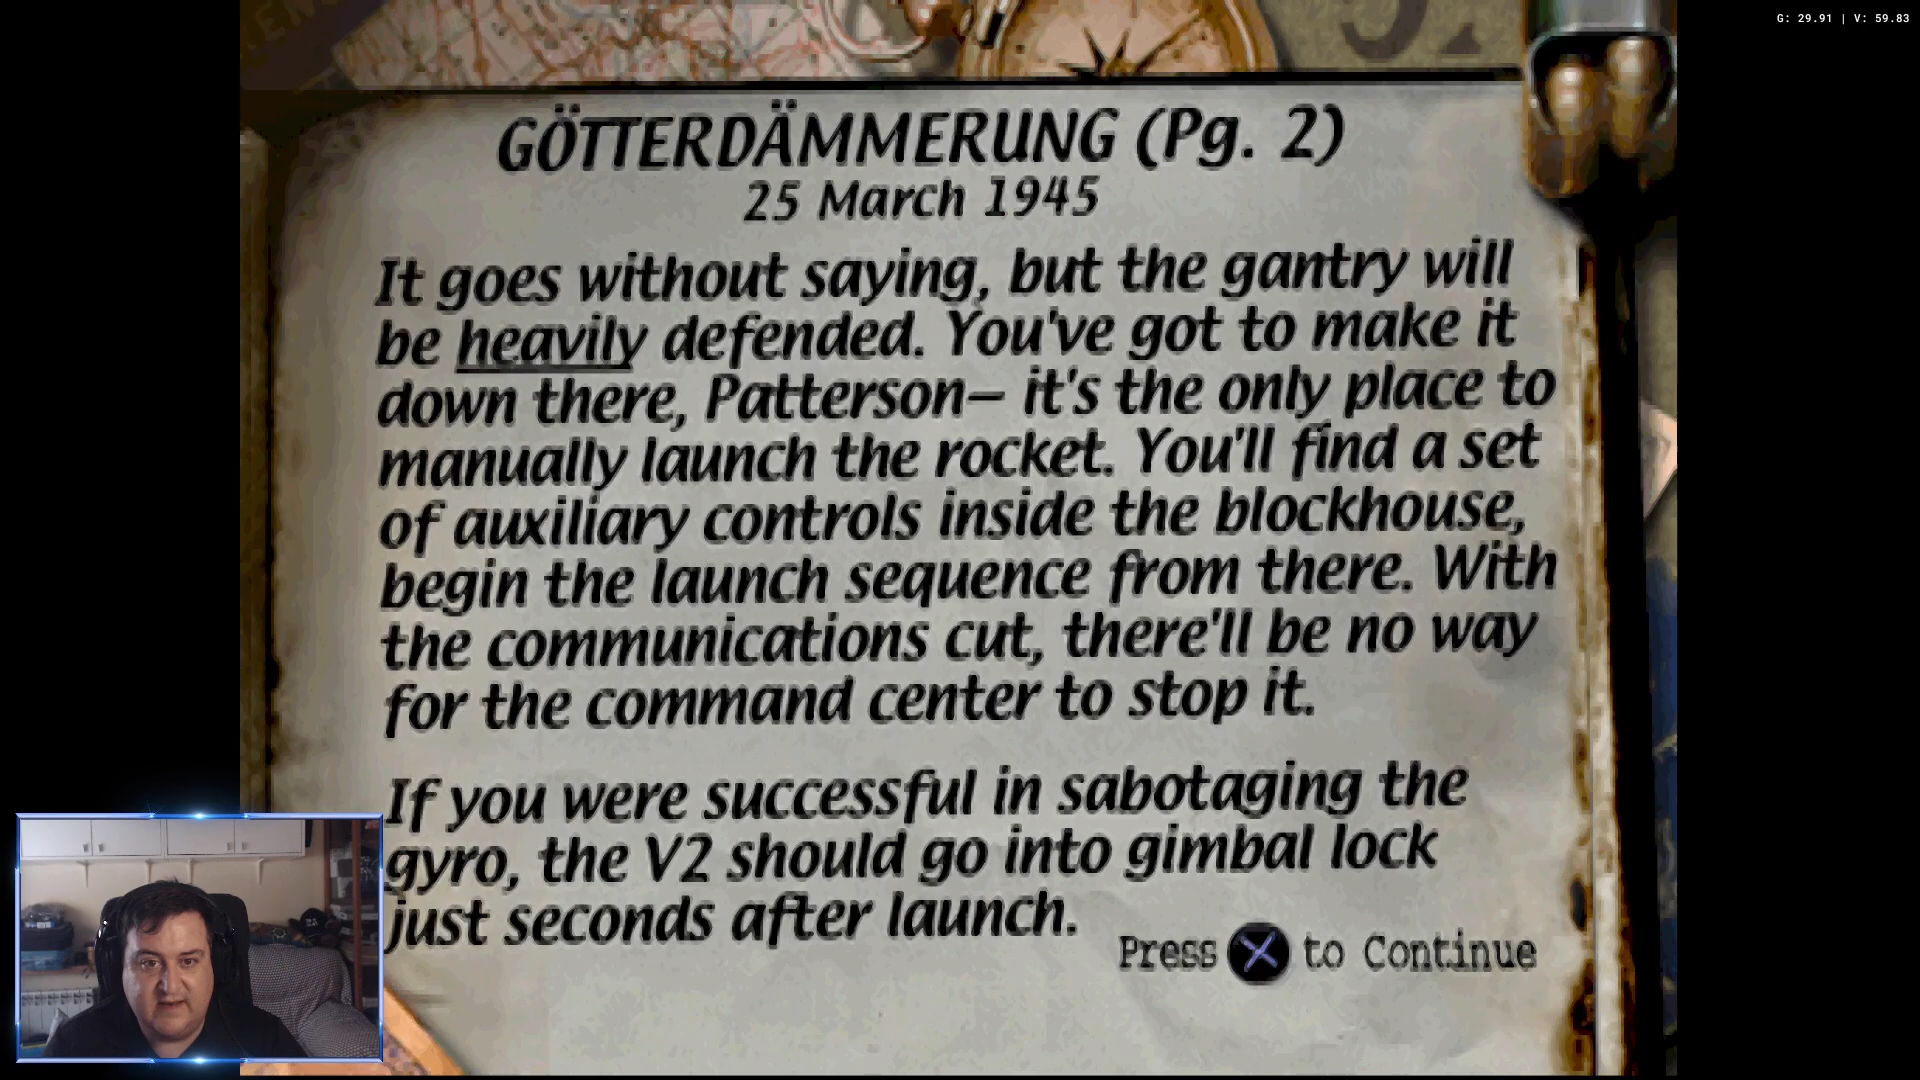 G: 29.91 | V: 59.83
GÖTTERDÄMMERUNG (Pg. 2)
25 March 1945
It goes without saying, but the gantry will
be heavily defended. You've got to make it
down there, Patterson— it's the only place to
manually launch the rocket. You'll find a set
of auxiliary controls inside the blockhouse,
begin the launch sequence from there. With
the communications cut, there'll be no way
for the command center to stop it.
If you were successful in sabotaging the
gyro, the V2 should go into gimbal lock
just seconds after launch.
Press X to Continue